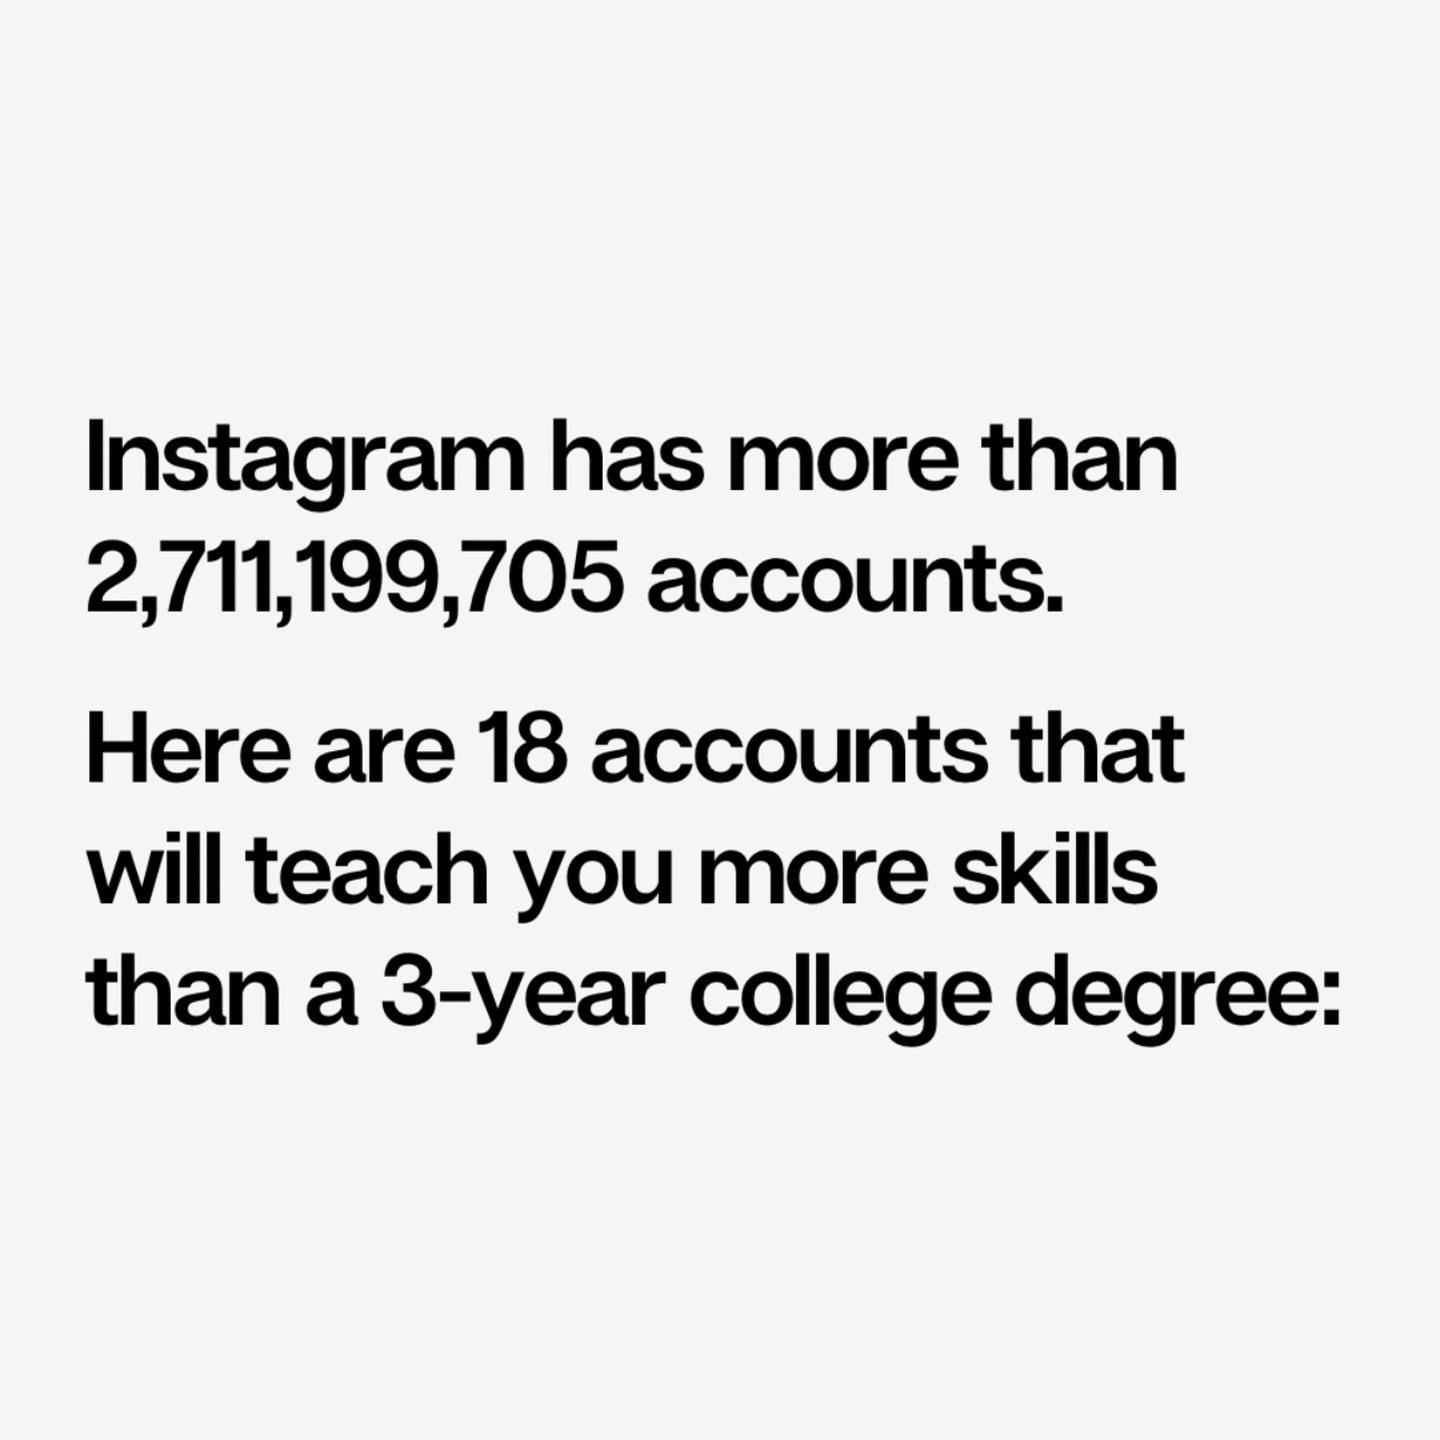 Instagram has more than
2,711,199,705 accounts.
Here are 18 accounts that
will teach you more skills
than a 3-year college degree: